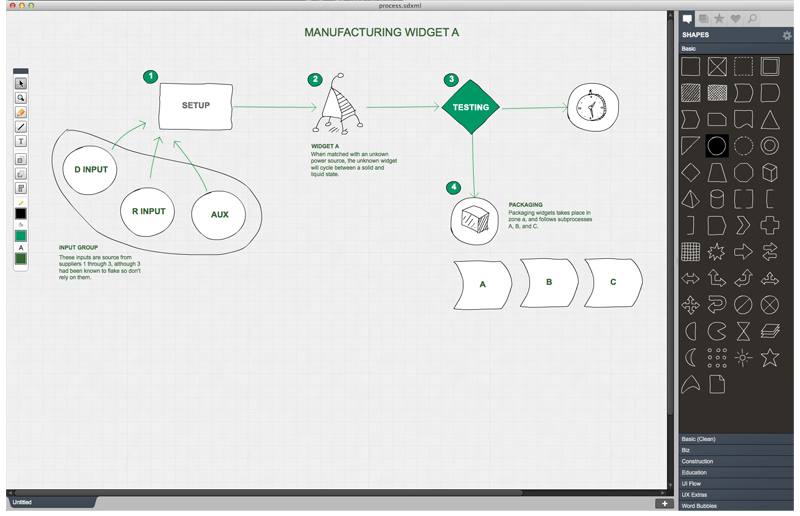 process.sdxml
MANUFACTURING WIDGET A
1
SETUP
2
3
TESTING
WIDGET A
When matched with an unkown
power source, the unknown widget
will cycle between a solid and
liquid state.
D INPUT
R INPUT
AUX
INPUT GROUP
These inputs are source from
suppliers 1 through 3, although 3
had been known to flake so don't
rely on them.
4
PACKAGING
Packaging widgets takes place in
zone a, and follows subprocesses
A, B, and C.
A
B
C
T
A
Untitled
+
SHAPES
Basic
Basic (Clean)
Biz
Construction
Education
UI Flow
UX Extras
Word Bubbles